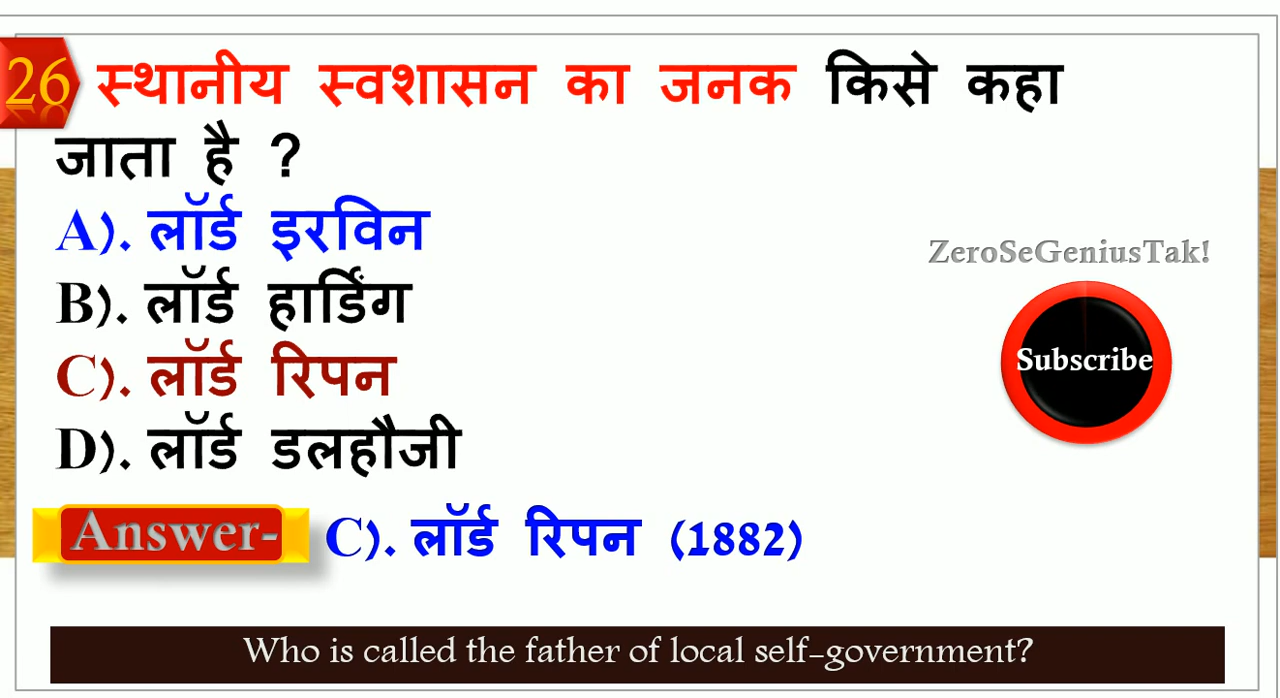 26 स्थानीय स्वशासन का जनक किसे कहा
जाता है ?
A). लॉर्ड इरविन
B). लॉर्ड हार्डिंग
C). लॉर्ड रिपन
D). लॉर्ड डलहौजी
ZeroSeGeniusTak!
Subscribe
Answer- C). लॉर्ड रिपन (1882)
Who is called the father of local self-government?